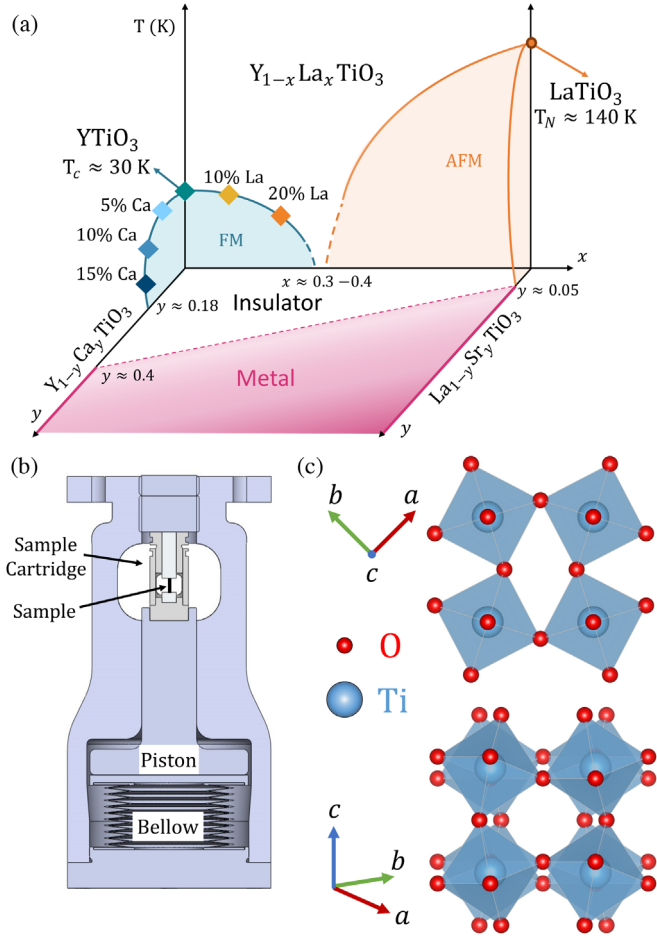 (a)
T (K)
Y₁₋ₓLaₓTiO₃
LaTiO₃
T_N ≈ 140 K
YTiO₃
T_c ≈ 30 K
AFM
10% La
20% La
5% Ca
10% Ca
15% Ca
FM
x
x ≈ 0.3 −0.4
y ≈ 0.05
y ≈ 0.18
Insulator
Y₁₋yCayTiO₃
y ≈ 0.4
Metal
La₁₋ySryTiO₃
y
y
(b)
Sample
Cartridge
Sample
Piston
Bellow
(c)
b
a
c
O
Ti
c
b
a